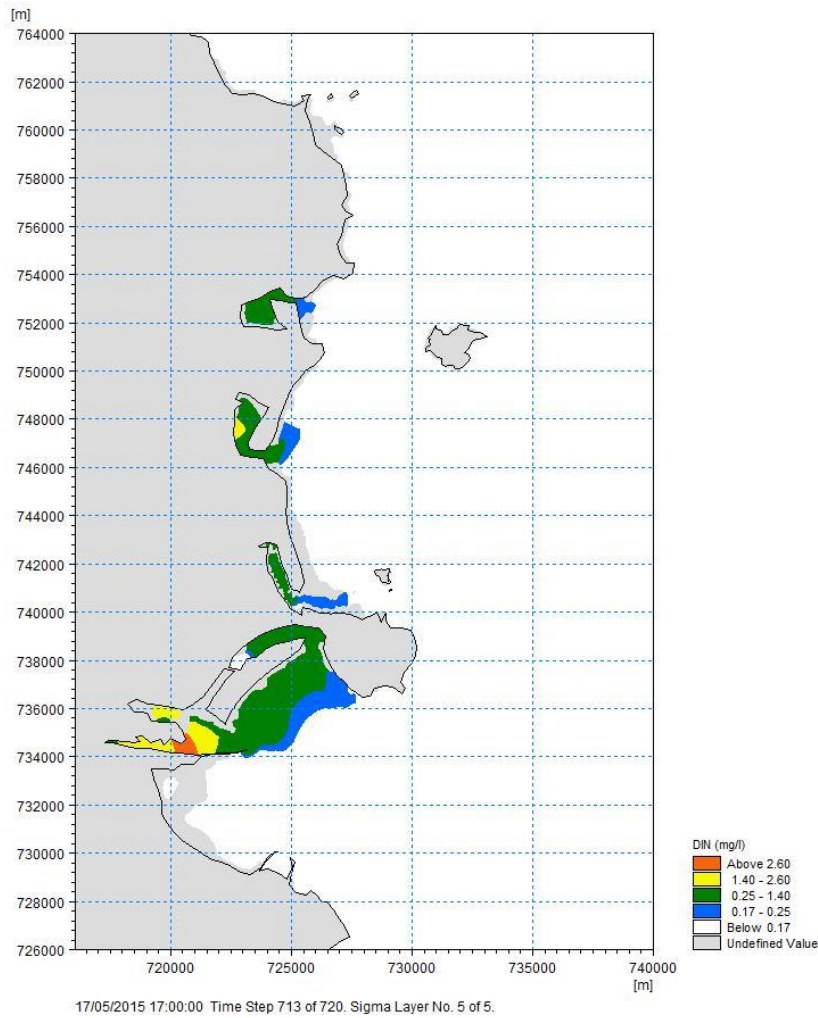 [m]
764000
762000
760000
758000
756000
754000
752000
750000
748000
746000
744000
742000
740000
738000
736000
734000
732000
730000
728000
726000
720000 725000 730000 735000 740000
[m]
DIN (mg/l)
Above 2.60
1.40 - 2.60
0.25 - 1.40
0.17 - 0.25
Below 0.17
Undefined Value
17/05/2015 17:00:00 Time Step 713 of 720. Sigma Layer No. 5 of 5.